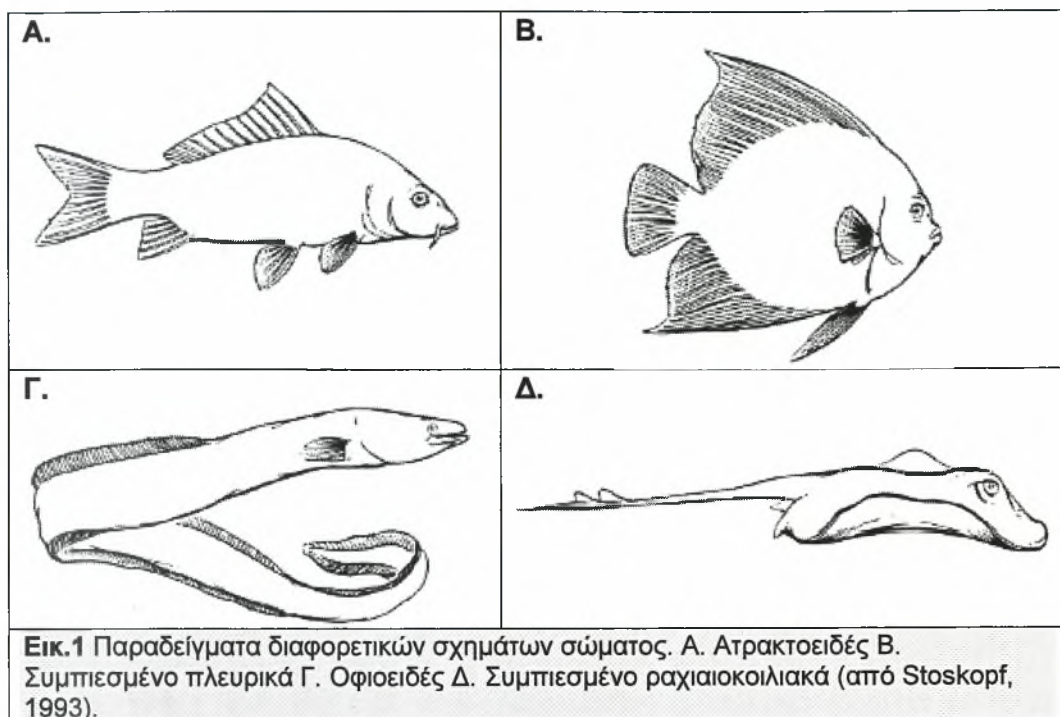 Α.
Β.
Γ.
Δ.
Εικ.1 Παραδείγματα διαφορετικών σχημάτων σώματος. Α. Ατρακτοειδές Β.
Συμπιεσμένο πλευρικά Γ. Οφιοειδές Δ. Συμπιεσμένο ραχιαιοκοιλιακά (από Stoskopf,
1993).